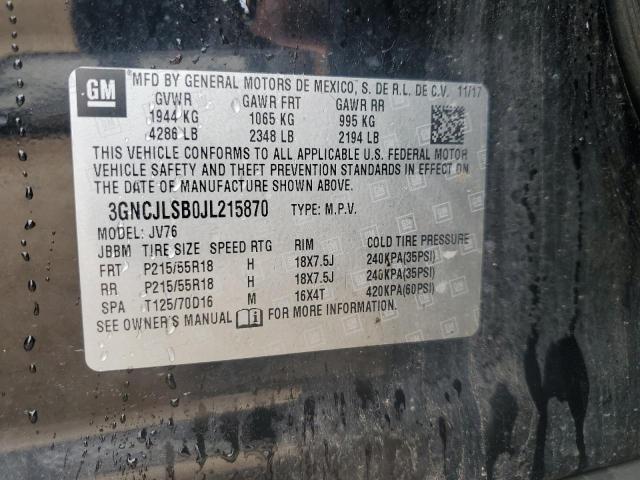 GM ®MFD BY GENERAL MOTORS DE MEXICO, S. DE R.L. DE C.V. 11/17
GVWR GAWR FRT GAWR RR
1944 KG 1065 KG 995 KG
4286 LB 2348 LB 2194 LB
THIS VEHICLE CONFORMS TO ALL APPLICABLE U.S. FEDERAL MOTOR
VEHICLE SAFETY AND THEFT PREVENTION STANDARDS IN EFFECT ON
THE DATE OF MANUFACTURE SHOWN ABOVE.
3GNCJLSB0JL215870 TYPE: M.P.V.
MODEL: JV76
JBBM TIRE SIZE SPEED RTG RIM COLD TIRE PRESSURE
FRT P215/55R18 H 18X7.5J 240KPA(35PSI)
RR P215/55R18 H 18X7.5J 240KPA(35PSI)
SPA T125/70D16 M 16X4T 420KPA(60PSI)
SEE OWNER'S MANUAL FOR MORE INFORMATION.